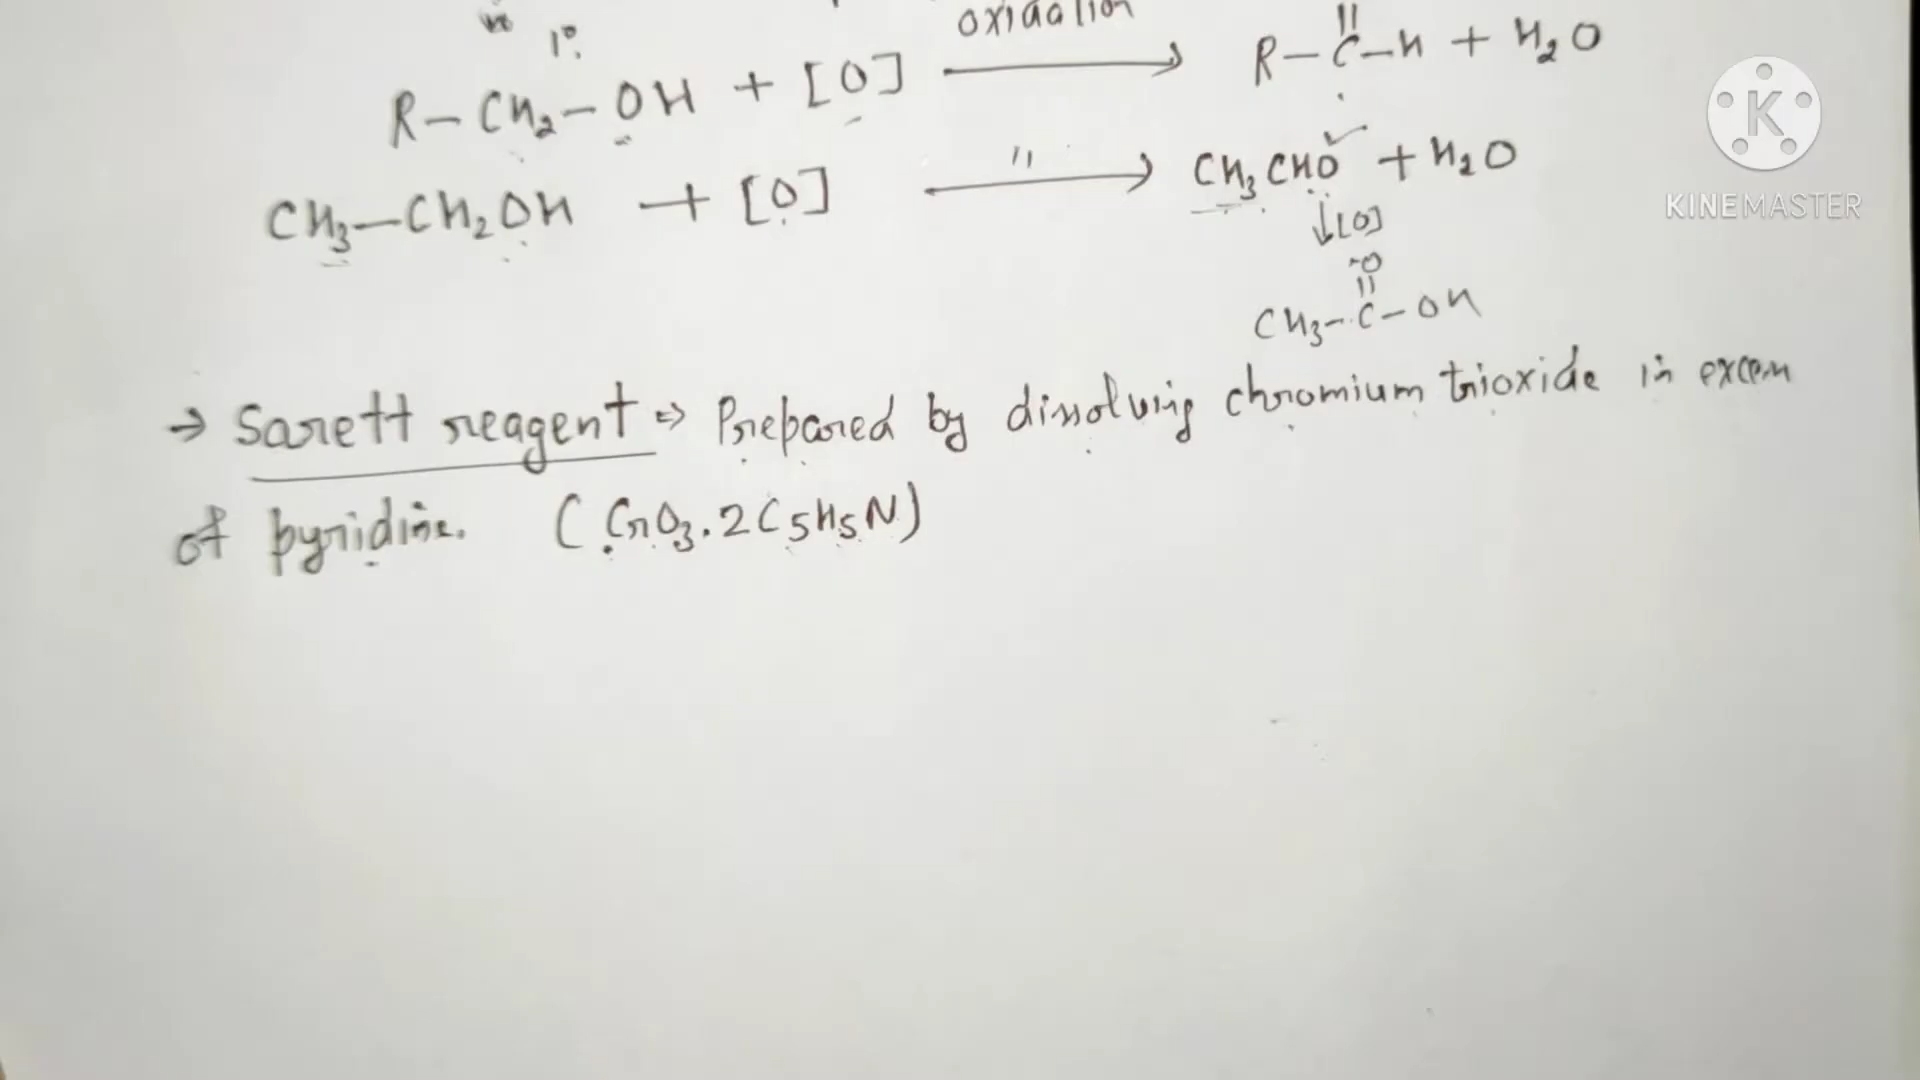 1°
oxidation
R-CH₂-OH + [O] ⟶ R-C-H + H₂O
CH₃-CH₂OH + [O] ⟶ " CH₃CHO + H₂O
↓[O]
O
CH₃-C-OH
→ Sarett reagent ⇒ Prepared by dissolving chromium trioxide in excess
of pyridine. (CrO₃.2C₅H₅N)
K
KINEMASTER